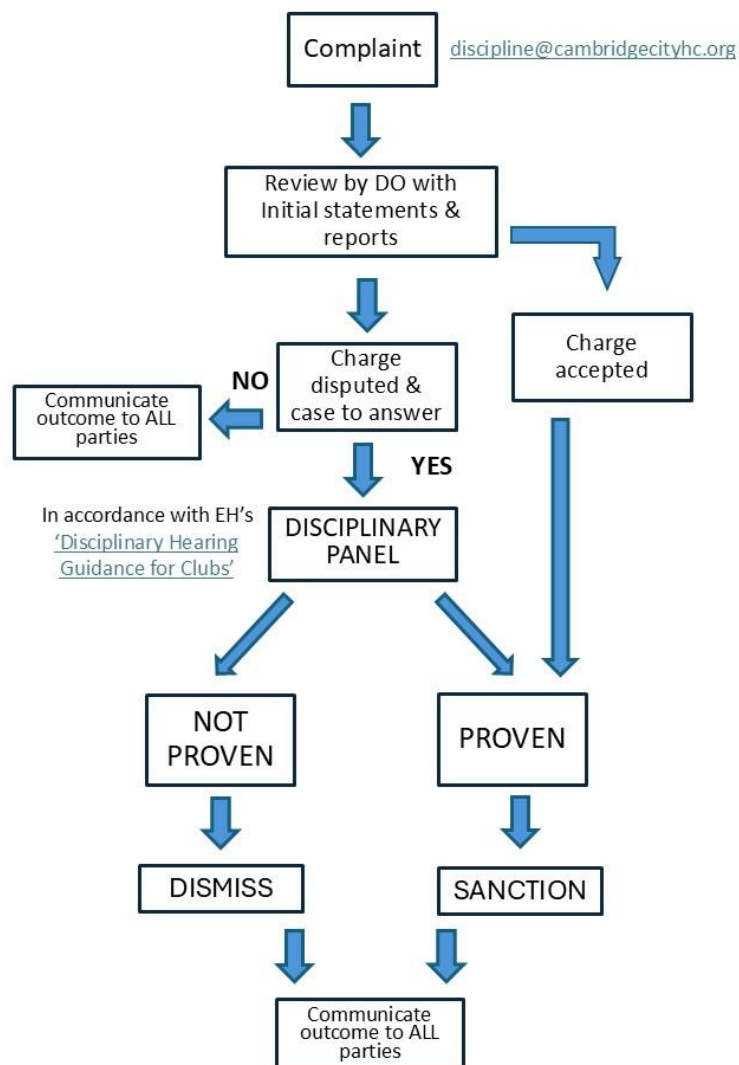 Complaint
discipline@cambridgecityhc.org
Review by DO with
Initial statements &
reports
Charge
accepted
Charge
disputed &
case to answer
NO
Communicate
outcome to ALL
parties
YES
In accordance with EH’s
‘Disciplinary Hearing
Guidance for Clubs’
DISCIPLINARY
PANEL
NOT
PROVEN
PROVEN
DISMISS
SANCTION
Communicate
outcome to ALL
parties